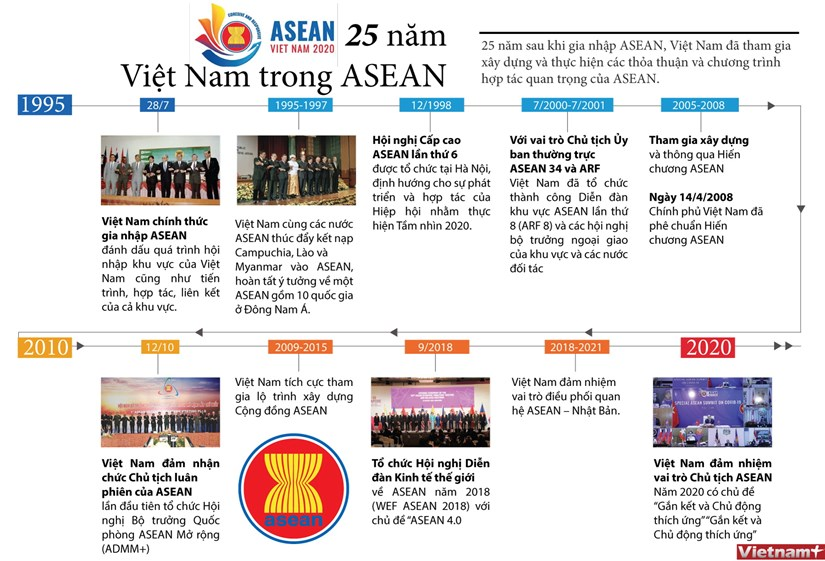 COHESIVE AND RESPONSIVE
ASEAN
VIET NAM 2020
25 năm
Việt Nam trong ASEAN
25 năm sau khi gia nhập ASEAN, Việt Nam đã tham gia
xây dựng và thực hiện các thỏa thuận và chương trình
hợp tác quan trọng của ASEAN.
1995
28/7
1995-1997
12/1998
7/2000-7/2001
2005-2008
Việt Nam chính thức
gia nhập ASEAN
đánh dấu quá trình hội
nhập khu vực của Việt
Nam cũng như tiến
trình, hợp tác, liên kết
của cả khu vực.
Việt Nam cùng các nước
ASEAN thúc đẩy kết nạp
Campuchia, Lào và
Myanmar vào ASEAN,
hoàn tất ý tưởng về một
ASEAN gồm 10 quốc gia
ở Đông Nam Á.
Hội nghị Cấp cao
ASEAN lần thứ 6
được tổ chức tại Hà Nội,
định hướng cho sự phát
triển và hợp tác của
Hiệp hội nhằm thực
hiện Tầm nhìn 2020.
Với vai trò Chủ tịch Ủy
ban thường trực
ASEAN 34 và ARF
Việt Nam đã tổ chức
thành công Diễn đàn
khu vực ASEAN lần thứ
8 (ARF 8) và các hội nghị
bộ trưởng ngoại giao
của khu vực và các nước
đối tác
Tham gia xây dựng
và thông qua Hiến
chương ASEAN
Ngày 14/4/2008
Chính phủ Việt Nam đã
phê chuẩn Hiến
chương ASEAN
2010
12/10
2009-2015
9/2018
2018-2021
2020
Việt Nam đảm nhận
chức Chủ tịch luân
phiên của ASEAN
lần đầu tiên tổ chức Hội
nghị Bộ trưởng Quốc
phòng ASEAN Mở rộng
(ADMM+)
Việt Nam tích cực tham
gia lộ trình xây dựng
Cộng đồng ASEAN
asean
Tổ chức Hội nghị Diễn
đàn Kinh tế thế giới
về ASEAN năm 2018
(WEF ASEAN 2018) với
chủ đề “ASEAN 4.0
Việt Nam đảm nhiệm
vai trò điều phối quan
hệ ASEAN – Nhật Bản.
SPECIAL ASEAN SUMMIT ON COVID-19
Việt Nam đảm nhiệm
vai trò Chủ tịch ASEAN
Năm 2020 có chủ đề
“Gắn kết và Chủ động
thích ứng” “Gắn kết và
Chủ động thích ứng”
Vietnam+